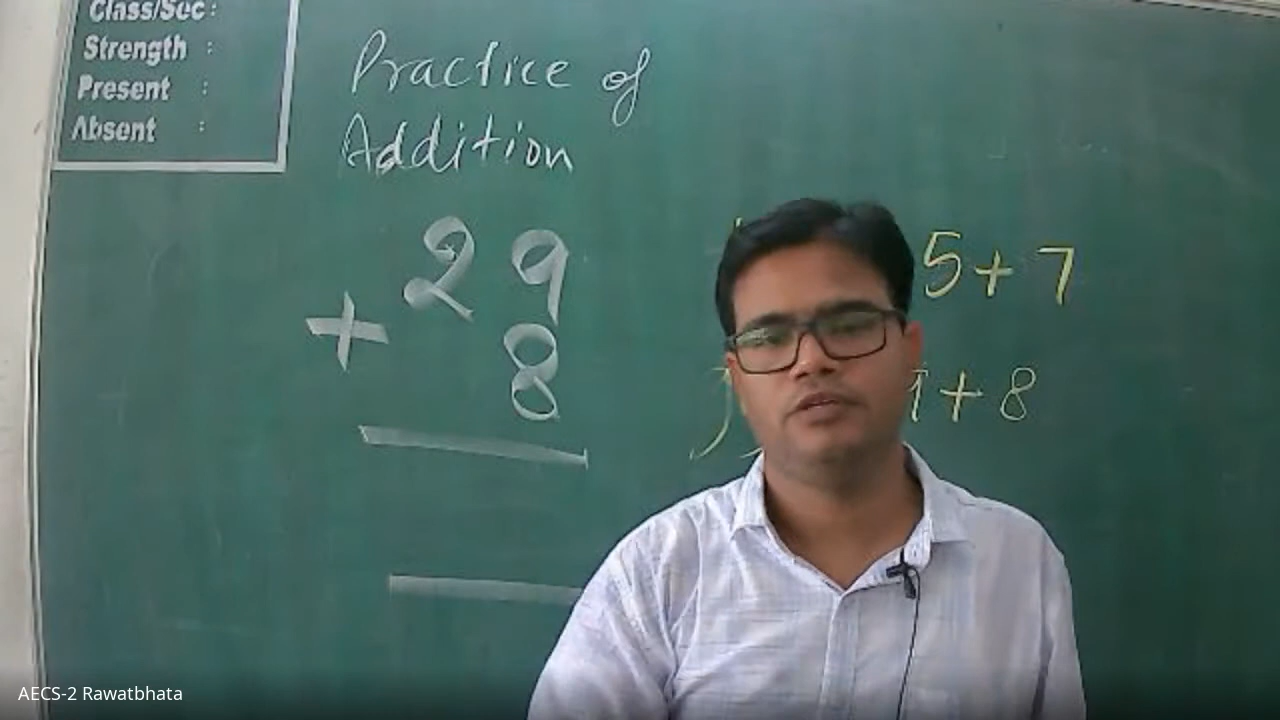 Class/Sec :
Strength :
Present :
Absent :
Practice of
Addition
29
+ 8
5+7
+ 8
AECS-2 Rawatbhata